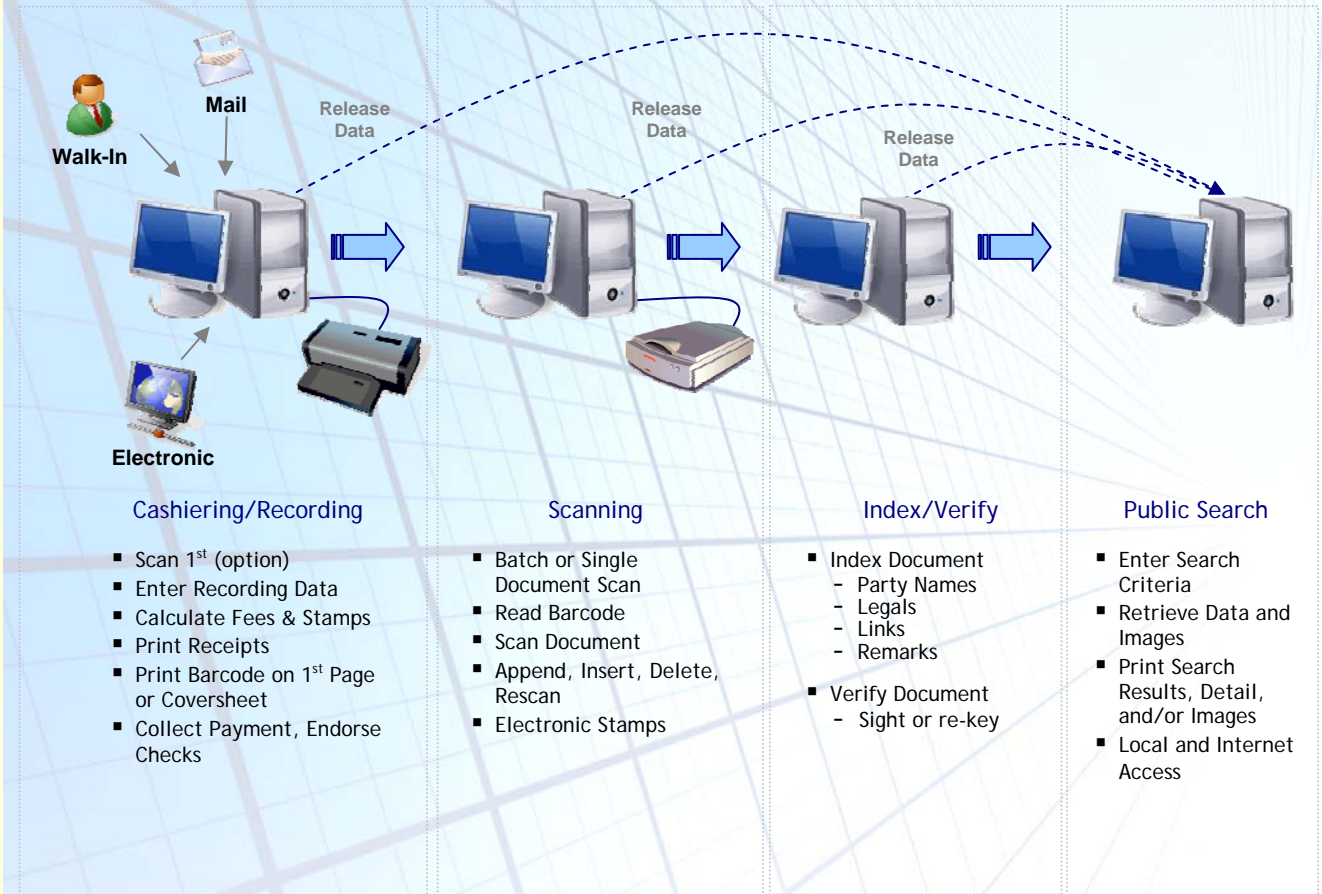 Mail
Walk-In
Release
Data
Release
Data
Release
Data
Electronic
Cashiering/Recording
▪ Scan 1st (option)
▪ Enter Recording Data
▪ Calculate Fees & Stamps
▪ Print Receipts
▪ Print Barcode on 1st Page
or Coversheet
▪ Collect Payment, Endorse
Checks
Scanning
▪ Batch or Single
Document Scan
▪ Read Barcode
▪ Scan Document
▪ Append, Insert, Delete,
Rescan
▪ Electronic Stamps
Index/Verify
▪ Index Document
- Party Names
- Legals
- Links
- Remarks
▪ Verify Document
- Sight or re-key
Public Search
▪ Enter Search
Criteria
▪ Retrieve Data and
Images
▪ Print Search
Results, Detail,
and/or Images
▪ Local and Internet
Access